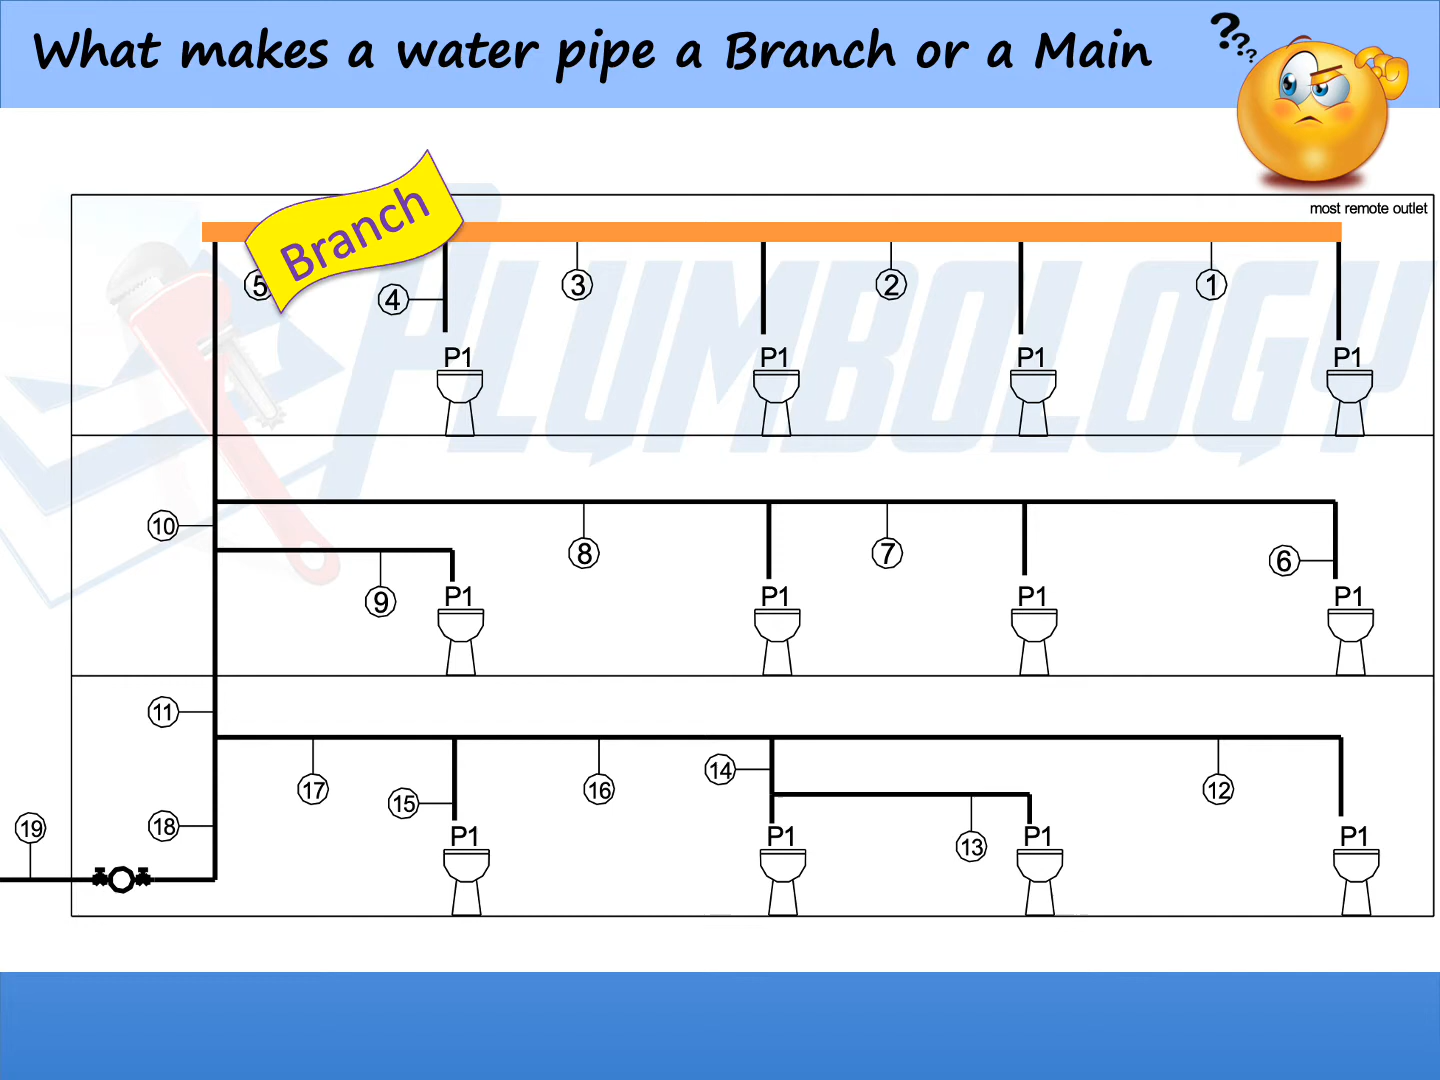 What makes a water pipe a Branch or a Main
???
most remote outlet
Branch
5 4 3 2 1
P1 P1 P1 P1
PLUMBOLOGY
10 8 7 6
9 P1 P1 P1 P1
11
17 15 16 14 12
19 18 13
P1 P1 P1 P1